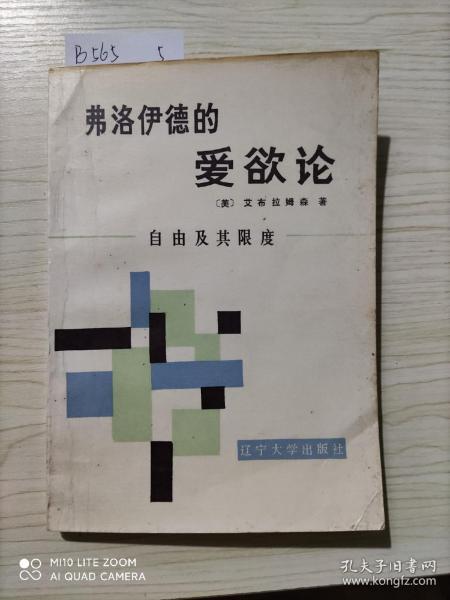 B565 5
弗洛伊德的
爱欲论
〔美〕 艾布拉姆森 著
自由及其限度
辽宁大学出版社
MI10 LITE ZOOM
AI QUAD CAMERA
孔夫子旧书网
www.kongfz.com